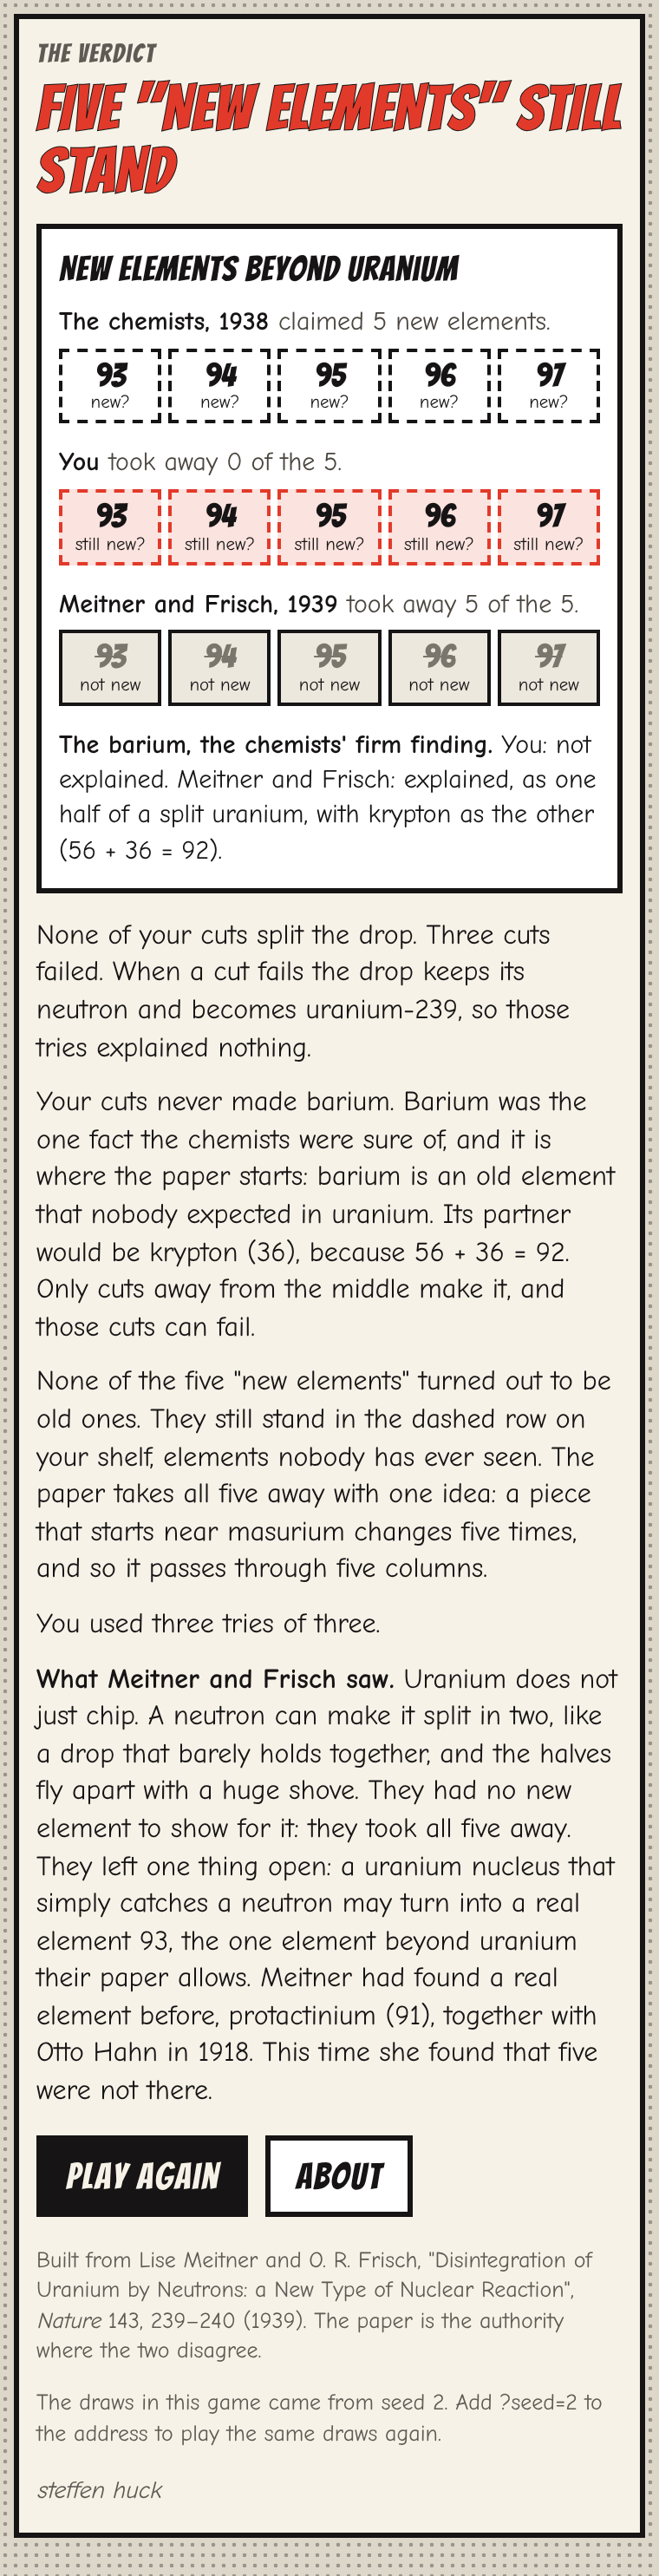 THE VERDICT
FIVE "NEW ELEMENTS" STILL
STAND
NEW ELEMENTS BEYOND URANIUM
The chemists, 1938 claimed 5 new elements.
93 94 95 96 97
new? new? new? new? new?
You took away 0 of the 5.
93 94 95 96 97
still new? still new? still new? still new? still new?
Meitner and Frisch, 1939 took away 5 of the 5.
93 94 95 96 97
not new not new not new not new not new
The barium, the chemists' firm finding. You: not
explained. Meitner and Frisch: explained, as one
half of a split uranium, with krypton as the other
(56 + 36 = 92).
None of your cuts split the drop. Three cuts
failed. When a cut fails the drop keeps its
neutron and becomes uranium-239, so those
tries explained nothing.
Your cuts never made barium. Barium was the
one fact the chemists were sure of, and it is
where the paper starts: barium is an old element
that nobody expected in uranium. Its partner
would be krypton (36), because 56 + 36 = 92.
Only cuts away from the middle make it, and
those cuts can fail.
None of the five "new elements" turned out to be
old ones. They still stand in the dashed row on
your shelf, elements nobody has ever seen. The
paper takes all five away with one idea: a piece
that starts near masurium changes five times,
and so it passes through five columns.
You used three tries of three.
What Meitner and Frisch saw. Uranium does not
just chip. A neutron can make it split in two, like
a drop that barely holds together, and the halves
fly apart with a huge shove. They had no new
element to show for it: they took all five away.
They left one thing open: a uranium nucleus that
simply catches a neutron may turn into a real
element 93, the one element beyond uranium
their paper allows. Meitner had found a real
element before, protactinium (91), together with
Otto Hahn in 1918. This time she found that five
were not there.
PLAY AGAIN ABOUT
Built from Lise Meitner and O. R. Frisch, "Disintegration of
Uranium by Neutrons: a New Type of Nuclear Reaction",
Nature 143, 239–240 (1939). The paper is the authority
where the two disagree.
The draws in this game came from seed 2. Add ?seed=2 to
the address to play the same draws again.
steffen huck